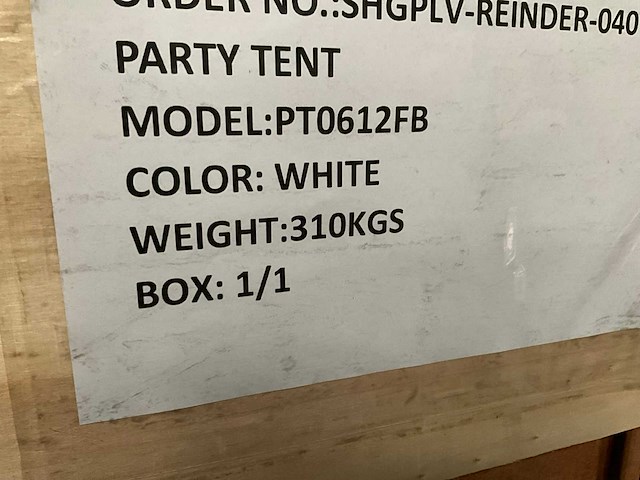 ORDER NO.:SHGPLV-REINDER-040
PARTY TENT
MODEL:PT0612FB
COLOR: WHITE
WEIGHT:310KGS
BOX: 1/1